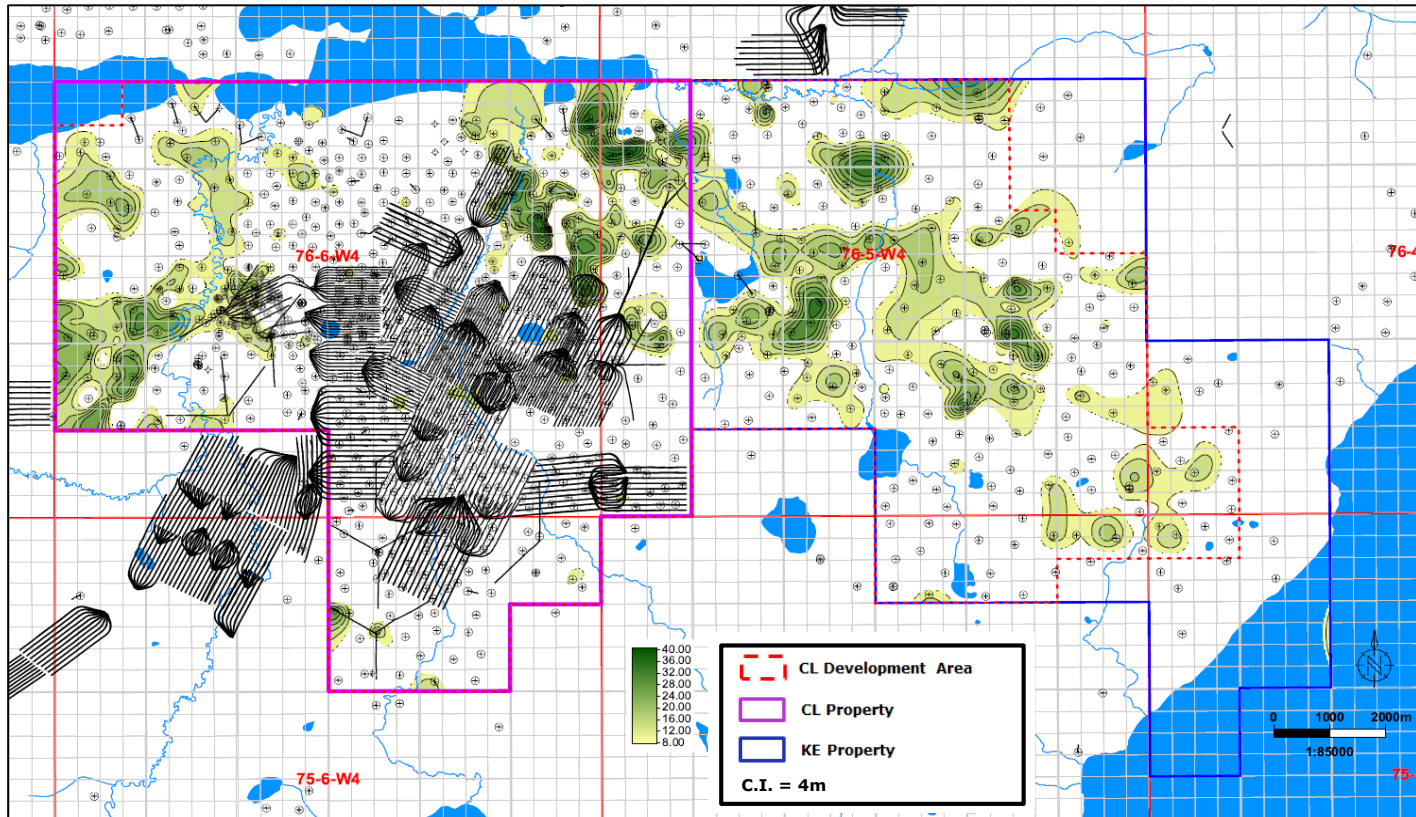 76-6-W4
76-5-W4
76-4
40.00
36.00
32.00
28.00
24.00
20.00
16.00
12.00
8.00
CL Development Area
CL Property
KE Property
C.I. = 4m
N
0 1000 2000m
1:85000
75-6-W4
75-